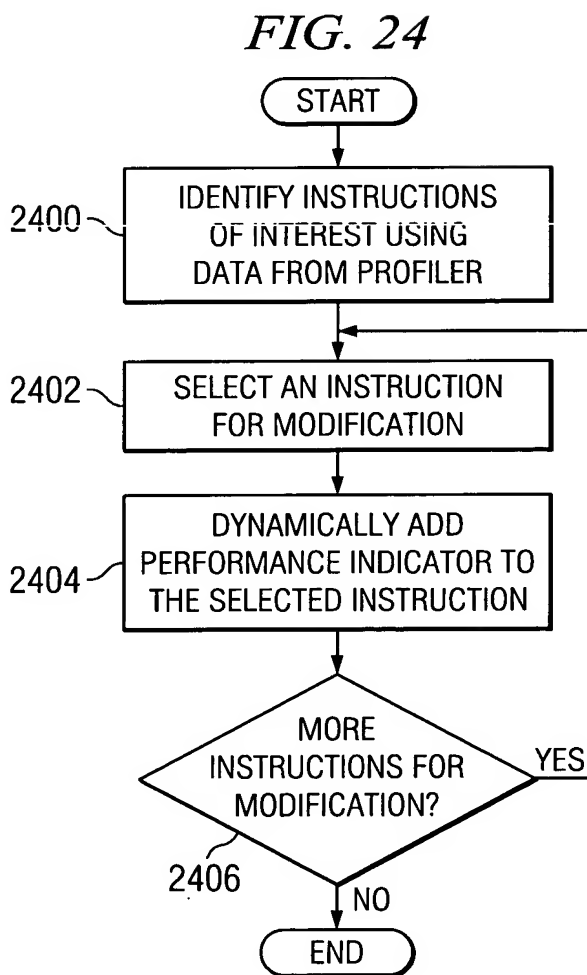 FIG. 24
START
2400
IDENTIFY INSTRUCTIONS
OF INTEREST USING
DATA FROM PROFILER
2402
SELECT AN INSTRUCTION
FOR MODIFICATION
2404
DYNAMICALLY ADD
PERFORMANCE INDICATOR TO
THE SELECTED INSTRUCTION
MORE
INSTRUCTIONS FOR
MODIFICATION?
YES
2406
NO
END